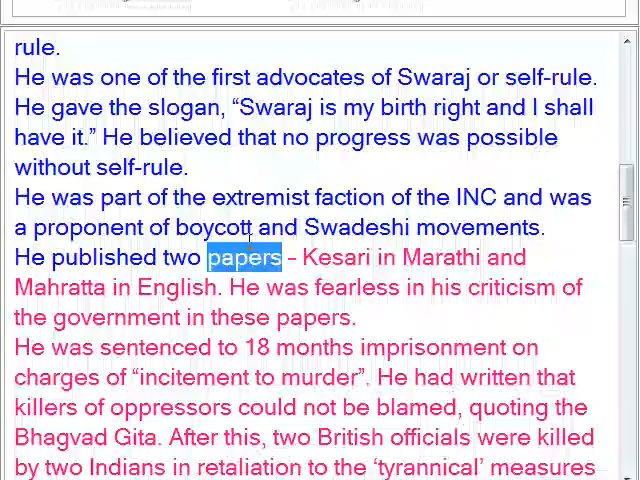 rule.
He was one of the first advocates of Swaraj or self-rule.
He gave the slogan, “Swaraj is my birth right and I shall
have it.” He believed that no progress was possible
without self-rule.
He was part of the extremist faction of the INC and was
a proponent of boycott and Swadeshi movements.
He published two papers – Kesari in Marathi and
Mahratta in English. He was fearless in his criticism of
the government in these papers.
He was sentenced to 18 months imprisonment on
charges of “incitement to murder”. He had written that
killers of oppressors could not be blamed, quoting the
Bhagvad Gita. After this, two British officials were killed
by two Indians in retaliation to the ‘tyrannical’ measures